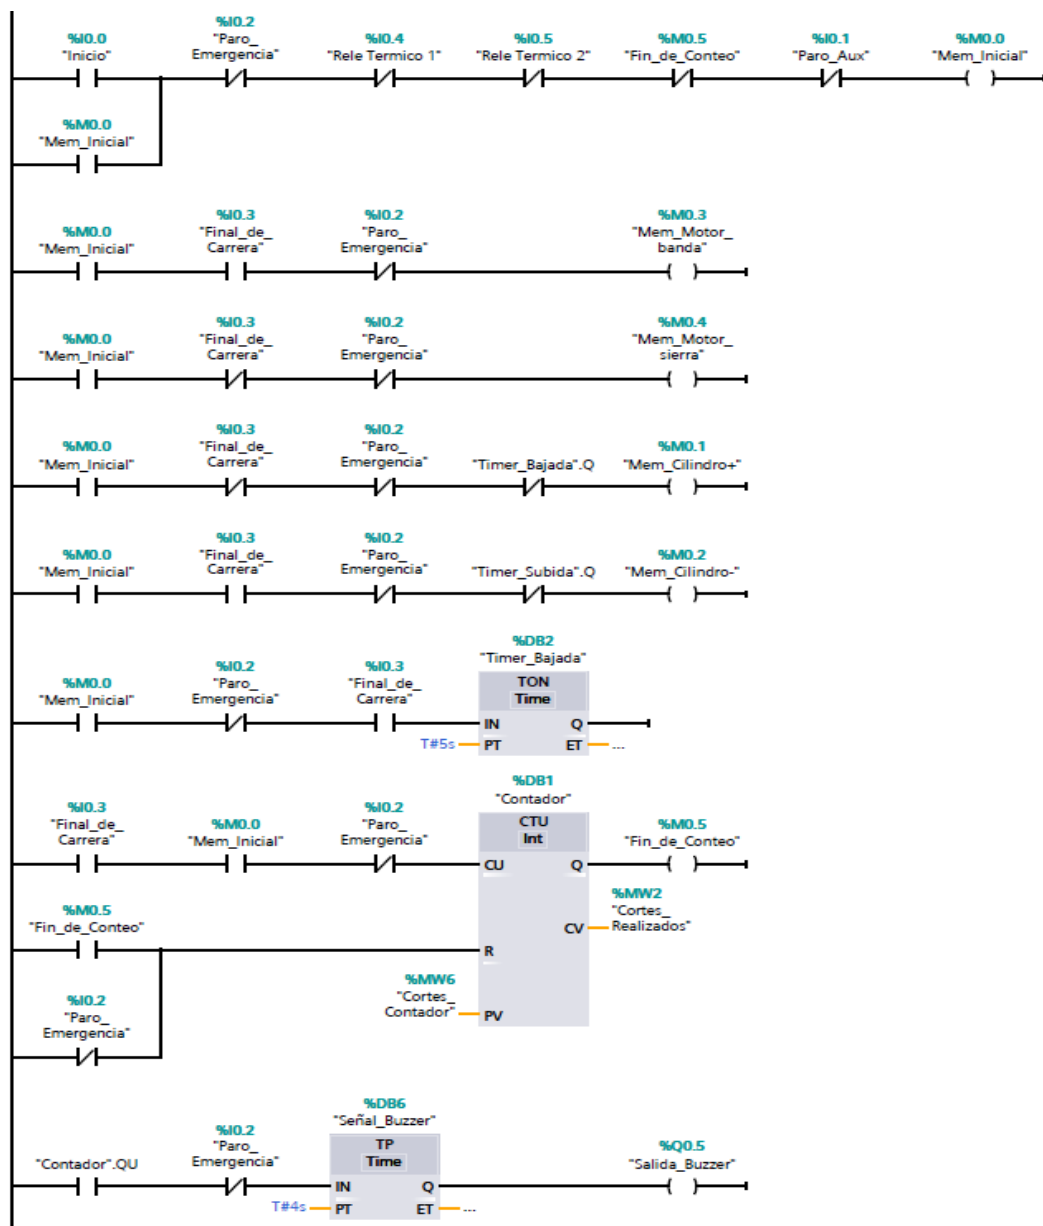 %I0.0
"Inicio"
%I0.2
"Paro_
Emergencia"
%I0.4
"Rele Termico 1"
%I0.5
"Rele Termico 2"
%M0.5
"Fin_de_Conteo"
%I0.1
"Paro_Aux"
%M0.0
"Mem_Inicial"
%M0.0
"Mem_Inicial"
%M0.0
"Mem_Inicial"
%I0.3
"Final_de_
Carrera"
%I0.2
"Paro_
Emergencia"
%M0.3
"Mem_Motor_
banda"
%M0.0
"Mem_Inicial"
%I0.3
"Final_de_
Carrera"
%I0.2
"Paro_
Emergencia"
%M0.4
"Mem_Motor_
sierra"
%M0.0
"Mem_Inicial"
%I0.3
"Final_de_
Carrera"
%I0.2
"Paro_
Emergencia"
"Timer_Bajada".Q
%M0.1
"Mem_Cilindro+"
%M0.0
"Mem_Inicial"
%I0.3
"Final_de_
Carrera"
%I0.2
"Paro_
Emergencia"
"Timer_Subida".Q
%M0.2
"Mem_Cilindro-"
%M0.0
"Mem_Inicial"
%I0.2
"Paro_
Emergencia"
%I0.3
"Final_de_
Carrera"
%DB2
"Timer_Bajada"
TON
Time
IN Q
T#5s PT ET ...
%I0.3
"Final_de_
Carrera"
%M0.0
"Mem_Inicial"
%I0.2
"Paro_
Emergencia"
%DB1
"Contador"
CTU
Int
CU Q
%M0.5
"Fin_de_Conteo"
%MW2
"Cortes_
Realizados"
CV
%M0.5
"Fin_de_Conteo"
R
%I0.2
"Paro_
Emergencia"
%MW6
"Cortes_
Contador"
PV
"Contador".QU
%I0.2
"Paro_
Emergencia"
%DB6
"Señal_Buzzer"
TP
Time
IN Q
T#4s PT ET ...
%Q0.5
"Salida_Buzzer"